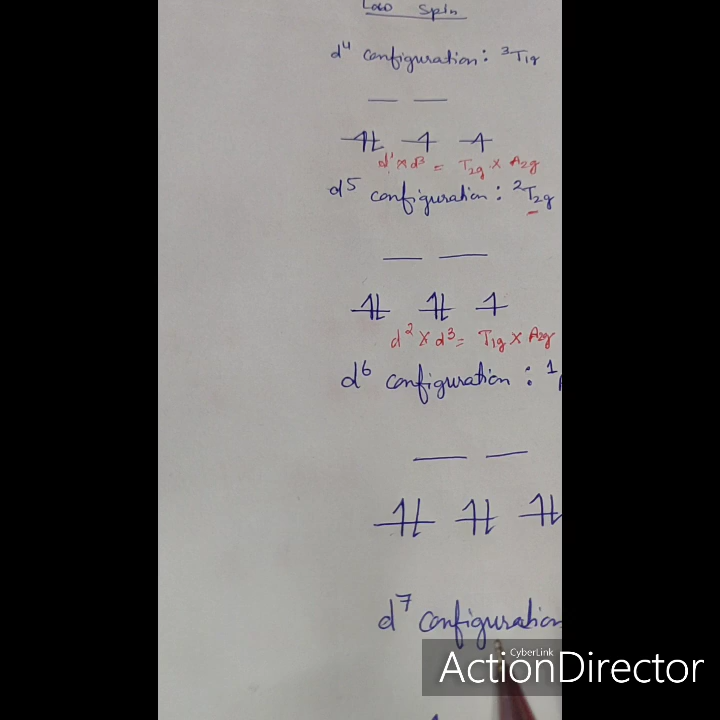 Low Spin
d⁴ configuration: ³T₁g
d¹ × d³ = T₂g × A₂g
d⁵ configuration: ²T₂g
d² × d³ = T₁g × A₂g
d⁶ configuration: ¹
d⁷ configuration
CyberLink
ActionDirector